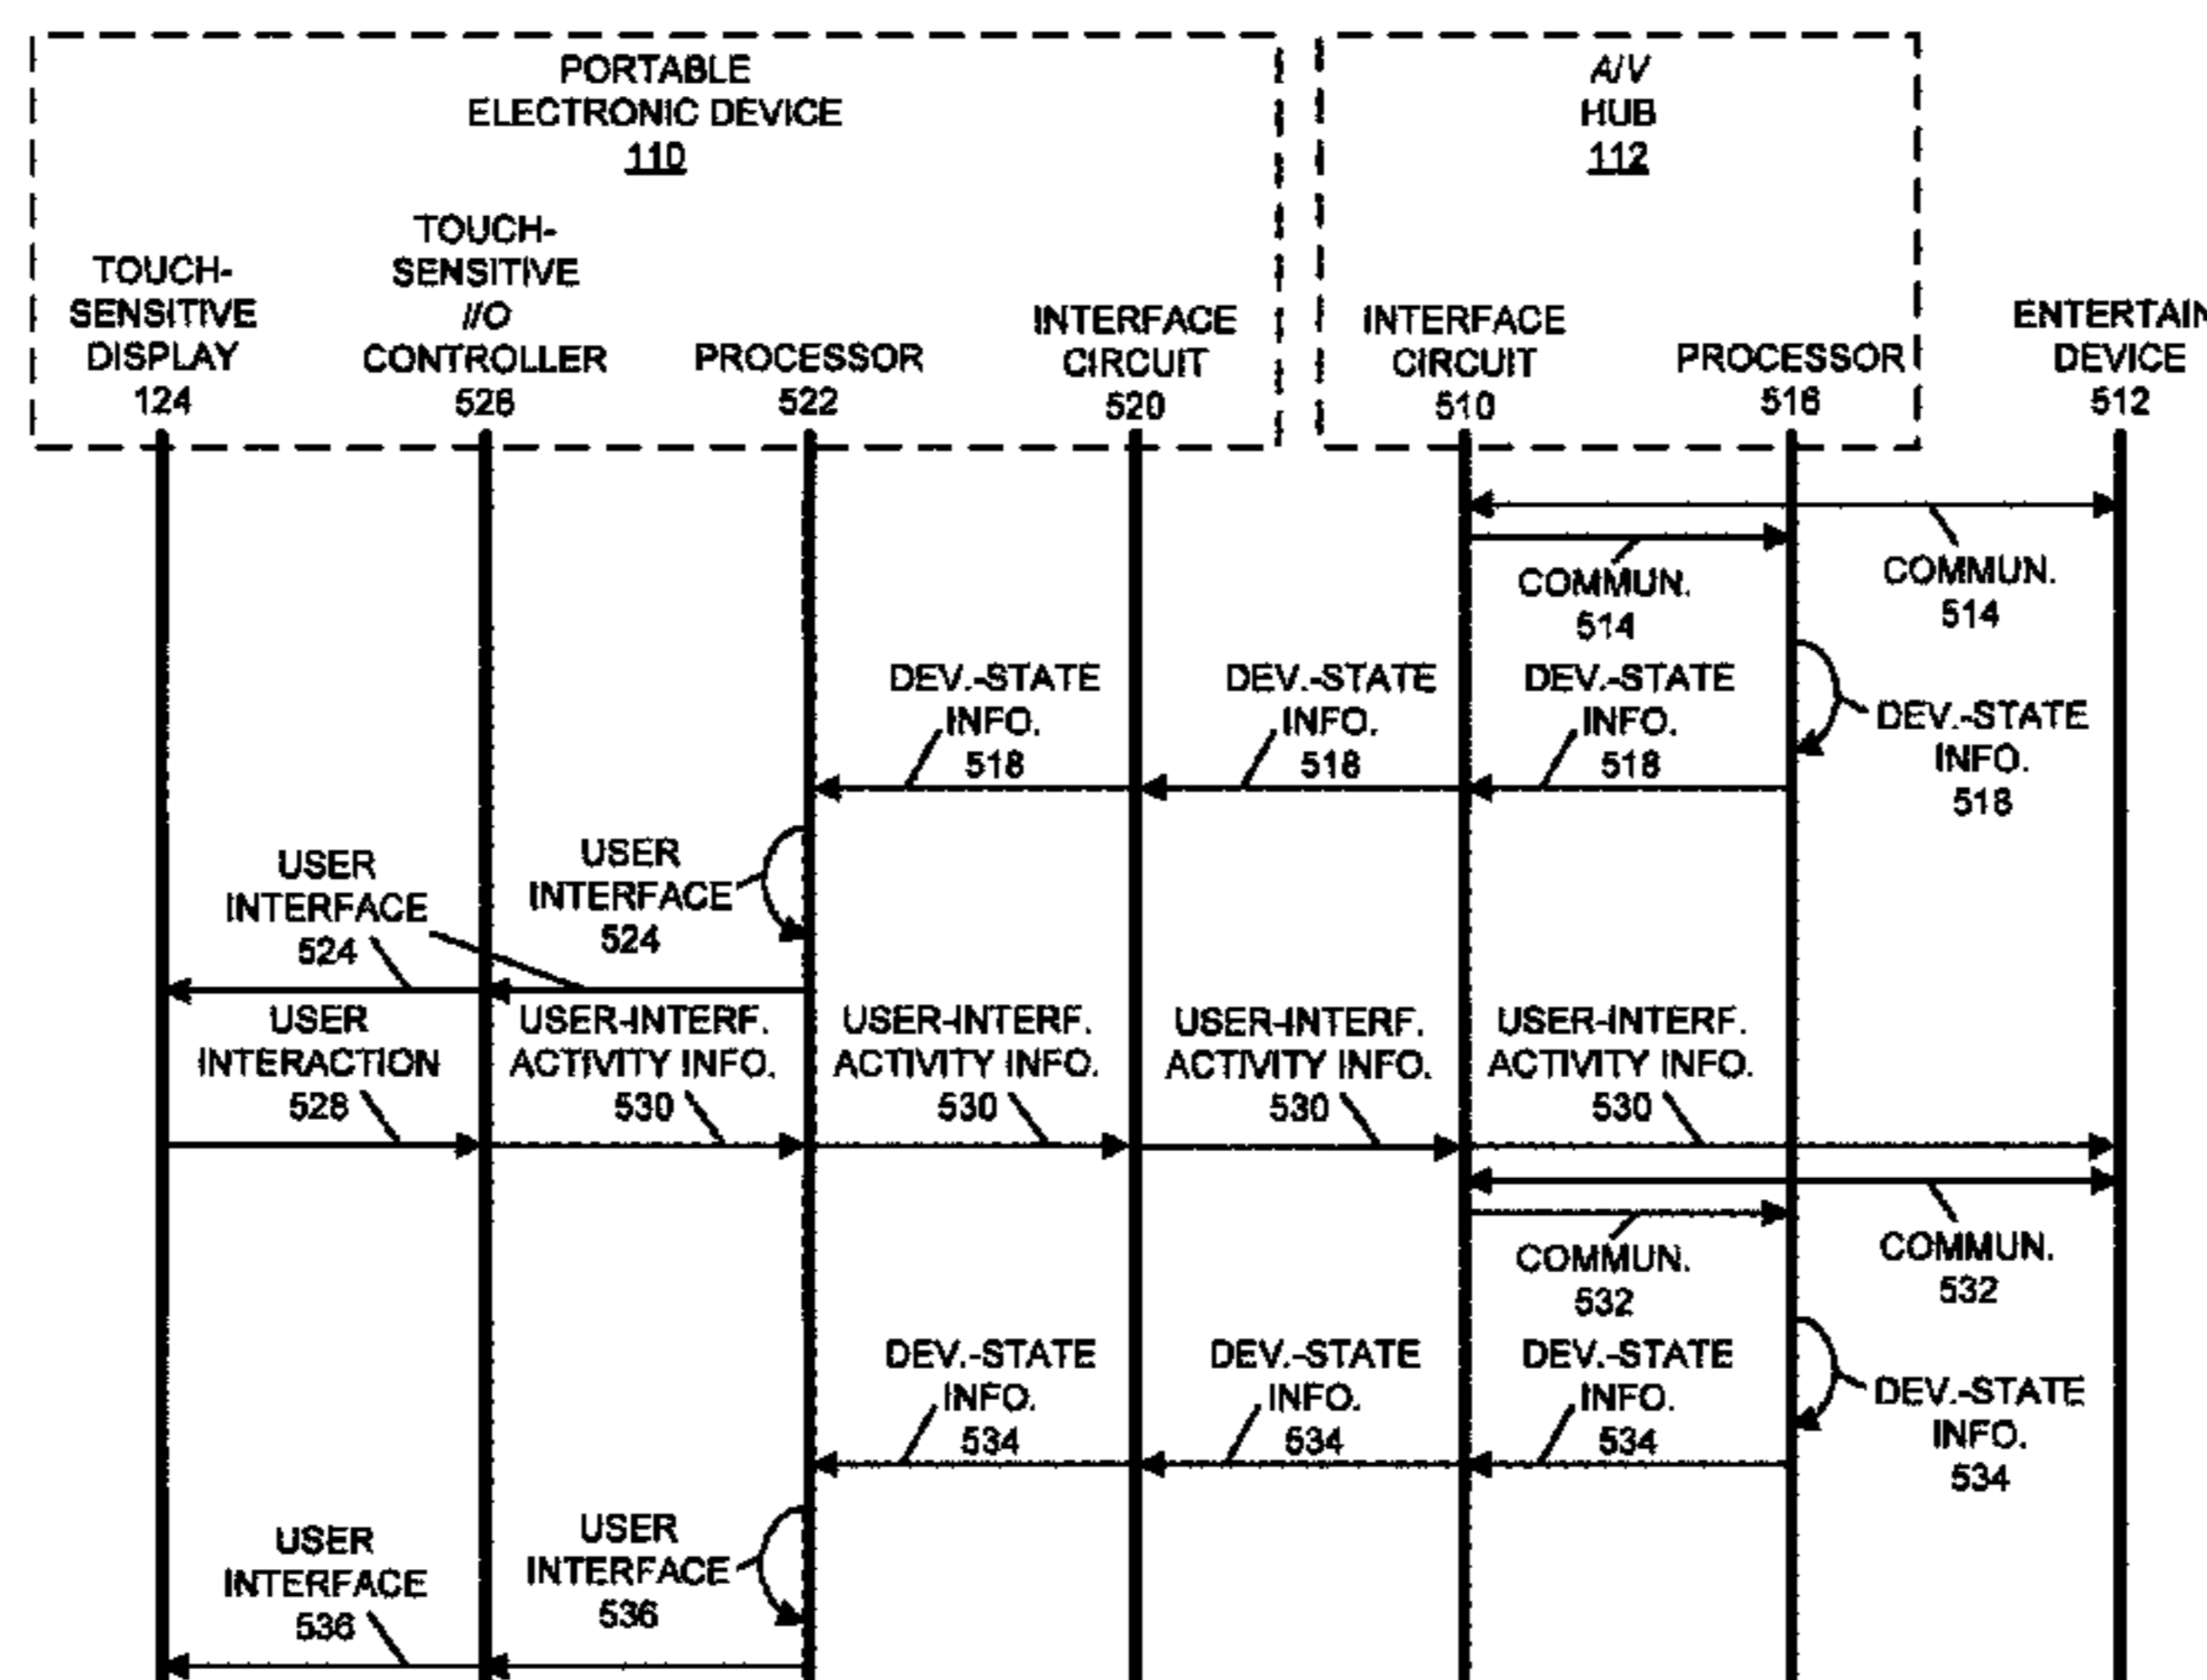 PORTABLE
ELECTRONIC DEVICE
110
A/V
HUB
112
TOUCH-
SENSITIVE
DISPLAY
124
TOUCH-
SENSITIVE
I/O
CONTROLLER
526
PROCESSOR
522
INTERFACE
CIRCUIT
520
INTERFACE
CIRCUIT
510
PROCESSOR
516
ENTERTAIN
DEVICE
512
COMMUN.
514
COMMUN.
514
DEV.-STATE
INFO.
518
DEV.-STATE
INFO.
518
DEV.-STATE
INFO.
518
DEV.-STATE
INFO.
518
USER
INTERFACE
524
USER
INTERFACE
524
USER
INTERACTION
528
USER-INTERF.
ACTIVITY INFO.
530
USER-INTERF.
ACTIVITY INFO.
530
USER-INTERF.
ACTIVITY INFO.
530
USER-INTERF.
ACTIVITY INFO.
530
COMMUN.
532
COMMUN.
532
DEV.-STATE
INFO.
534
DEV.-STATE
INFO.
534
DEV.-STATE
INFO.
534
DEV.-STATE
INFO.
534
USER
INTERFACE
536
USER
INTERFACE
536